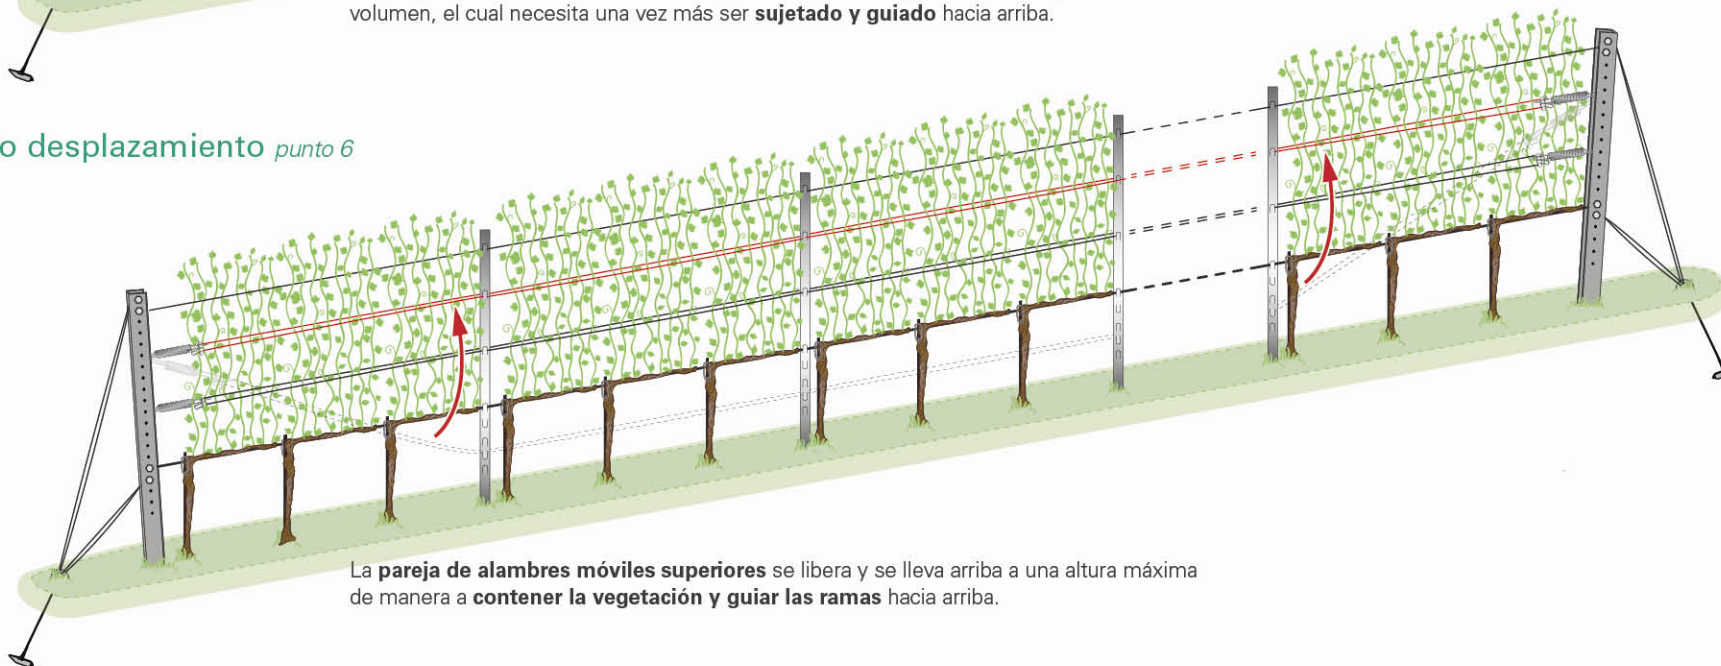 volumen, el cual necesita una vez más ser sujetado y guiado hacia arriba.
o desplazamiento punto 6
La pareja de alambres móviles superiores se libera y se lleva arriba a una altura máxima
de manera a contener la vegetación y guiar las ramas hacia arriba.